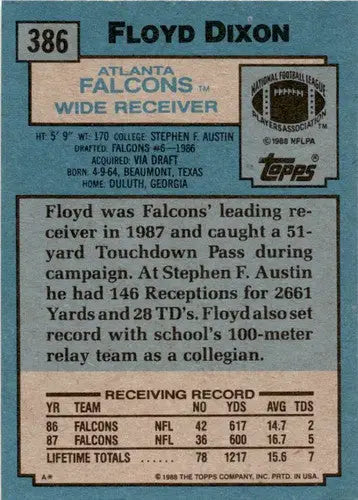 386
FLOYD DIXON
ATLANTA
FALCONS TM
WIDE RECEIVER
NATIONAL FOOTBALL LEAGUE
PLAYERS ASSOCIATION TM
© 1988 NFLPA
Topps®
HT: 5' 9" WT: 170 COLLEGE: STEPHEN F. AUSTIN
DRAFTED: FALCONS #6-1986
ACQUIRED: VIA DRAFT
BORN: 4-9-64, BEAUMONT, TEXAS
HOME: DULUTH, GEORGIA
Floyd was Falcons' leading re-
ceiver in 1987 and caught a 51-
yard Touchdown Pass during
campaign. At Stephen F. Austin
he had 146 Receptions for 2661
Yards and 28 TD's. Floyd also set
record with school's 100-meter
relay team as a collegian.
RECEIVING RECORD
YR TEAM NO YDS AVG TDS
86 FALCONS NFL 42 617 14.7 2
87 FALCONS NFL 36 600 16.7 5
LIFETIME TOTALS 78 1217 15.6 7
A* © 1988 THE TOPPS COMPANY, INC. PRTD. IN USA.